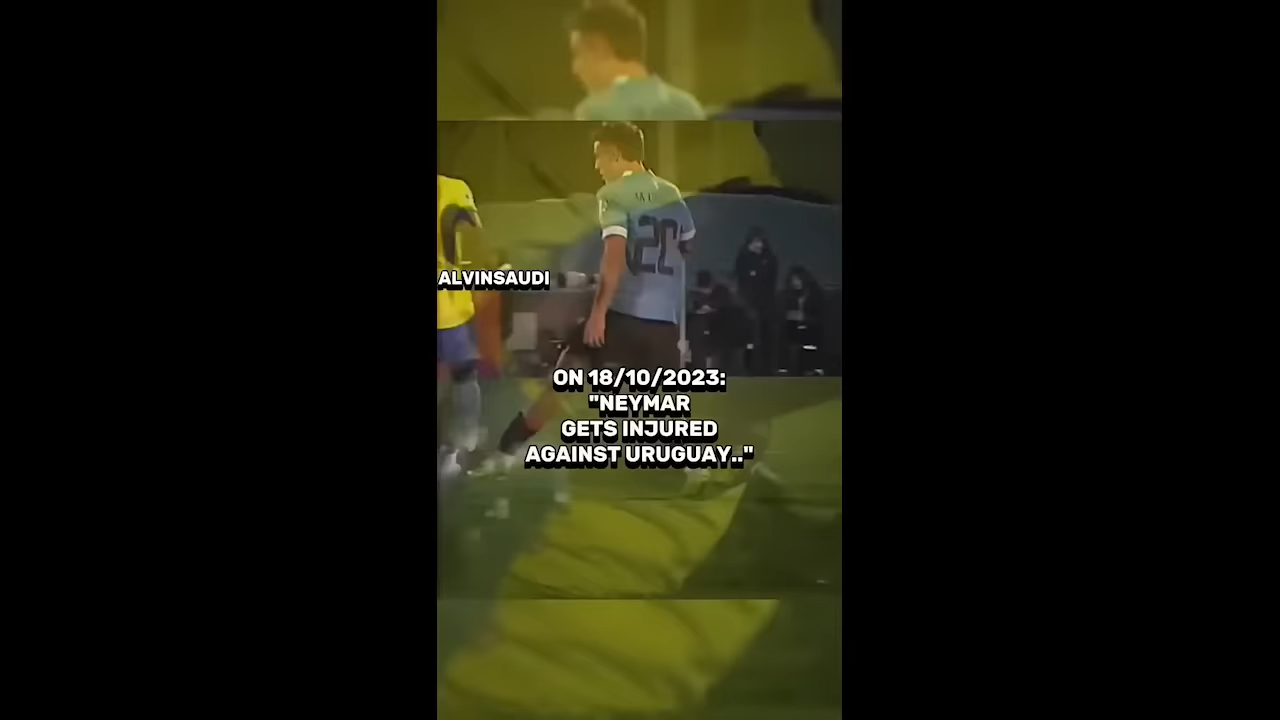 ALVINSAUDI
ON 18/10/2023:
"NEYMAR
GETS INJURED
AGAINST URUGUAY.."